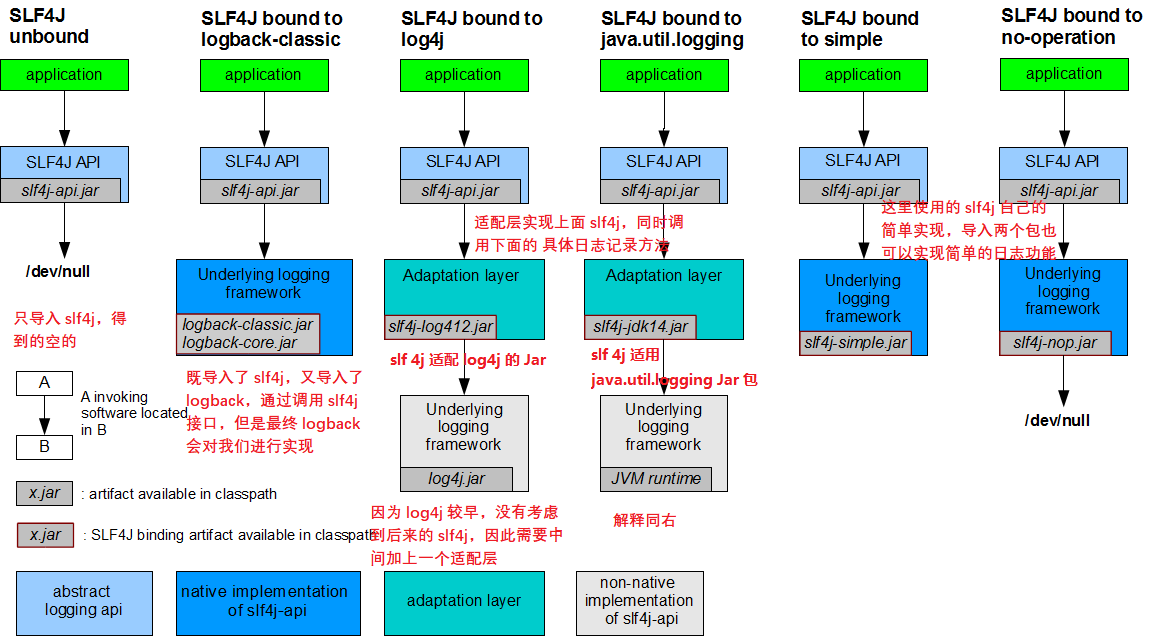 SLF4J
unbound
SLF4J bound to
logback-classic
SLF4J bound to
log4j
SLF4J bound to
java.util.logging
SLF4J bound
to simple
SLF4J bound to
no-operation
application
application
application
application
application
application
SLF4J API
slf4j-api.jar
SLF4J API
slf4j-api.jar
SLF4J API
slf4j-api.jar
SLF4J API
slf4j-api.jar
SLF4J API
slf4j-api.jar
SLF4J API
slf4j-api.jar
适配层实现上面 slf4j，同时调
用下面的 具体日志记录方法
这里使用的 slf4j 自己的
简单实现，导入两个包也
可以实现简单的日志功能
/dev/null
Underlying logging
framework
logback-classic.jar
logback-core.jar
Adaptation layer
slf4j-log412.jar
Adaptation layer
slf4j-jdk14.jar
Underlying
logging
framework
slf4j-simple.jar
Underlying
logging
framework
slf4j-nop.jar
只导入 slf4j，得
到的空的
slf 4j 适配 log4j 的 Jar
slf 4j 适用
java.util.logging Jar 包
既导入了 slf4j，又导入了
logback，通过调用 slf4j
接口，但是最终 logback
会对我们进行实现
A
B
A invoking
software located
in B
Underlying
logging
framework
log4j.jar
Underlying
logging
framework
JVM runtime
/dev/null
x.jar
: artifact available in classpath
x.jar
: SLF4J binding artifact available in classpath
因为 log4j 较早，没有考虑
到后来的 slf4j，因此需要中
间加上一个适配层
解释同右
abstract
logging api
native implementation
of slf4j-api
adaptation layer
non-native
implementation
of slf4j-api